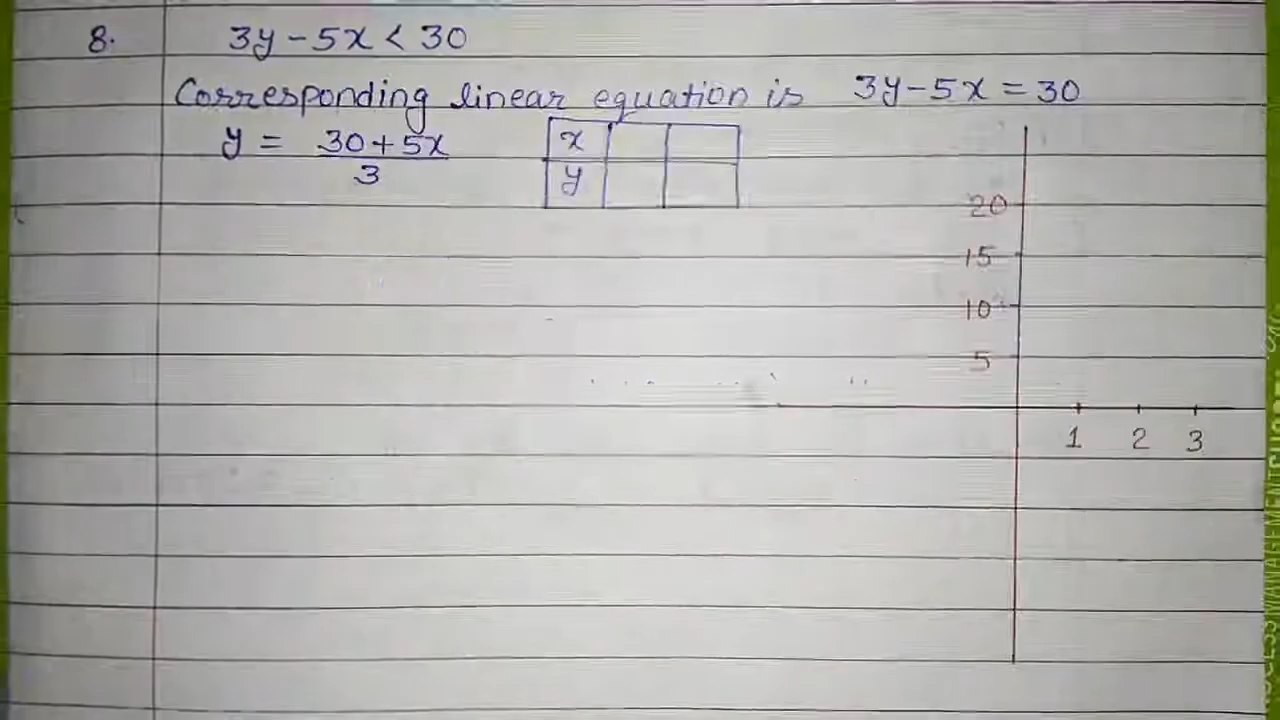 8. 3y - 5x < 30
Corresponding linear equation is 3y - 5x = 30
y = 30 + 5x / 3
x
y
20
15
10
5
1 2 3